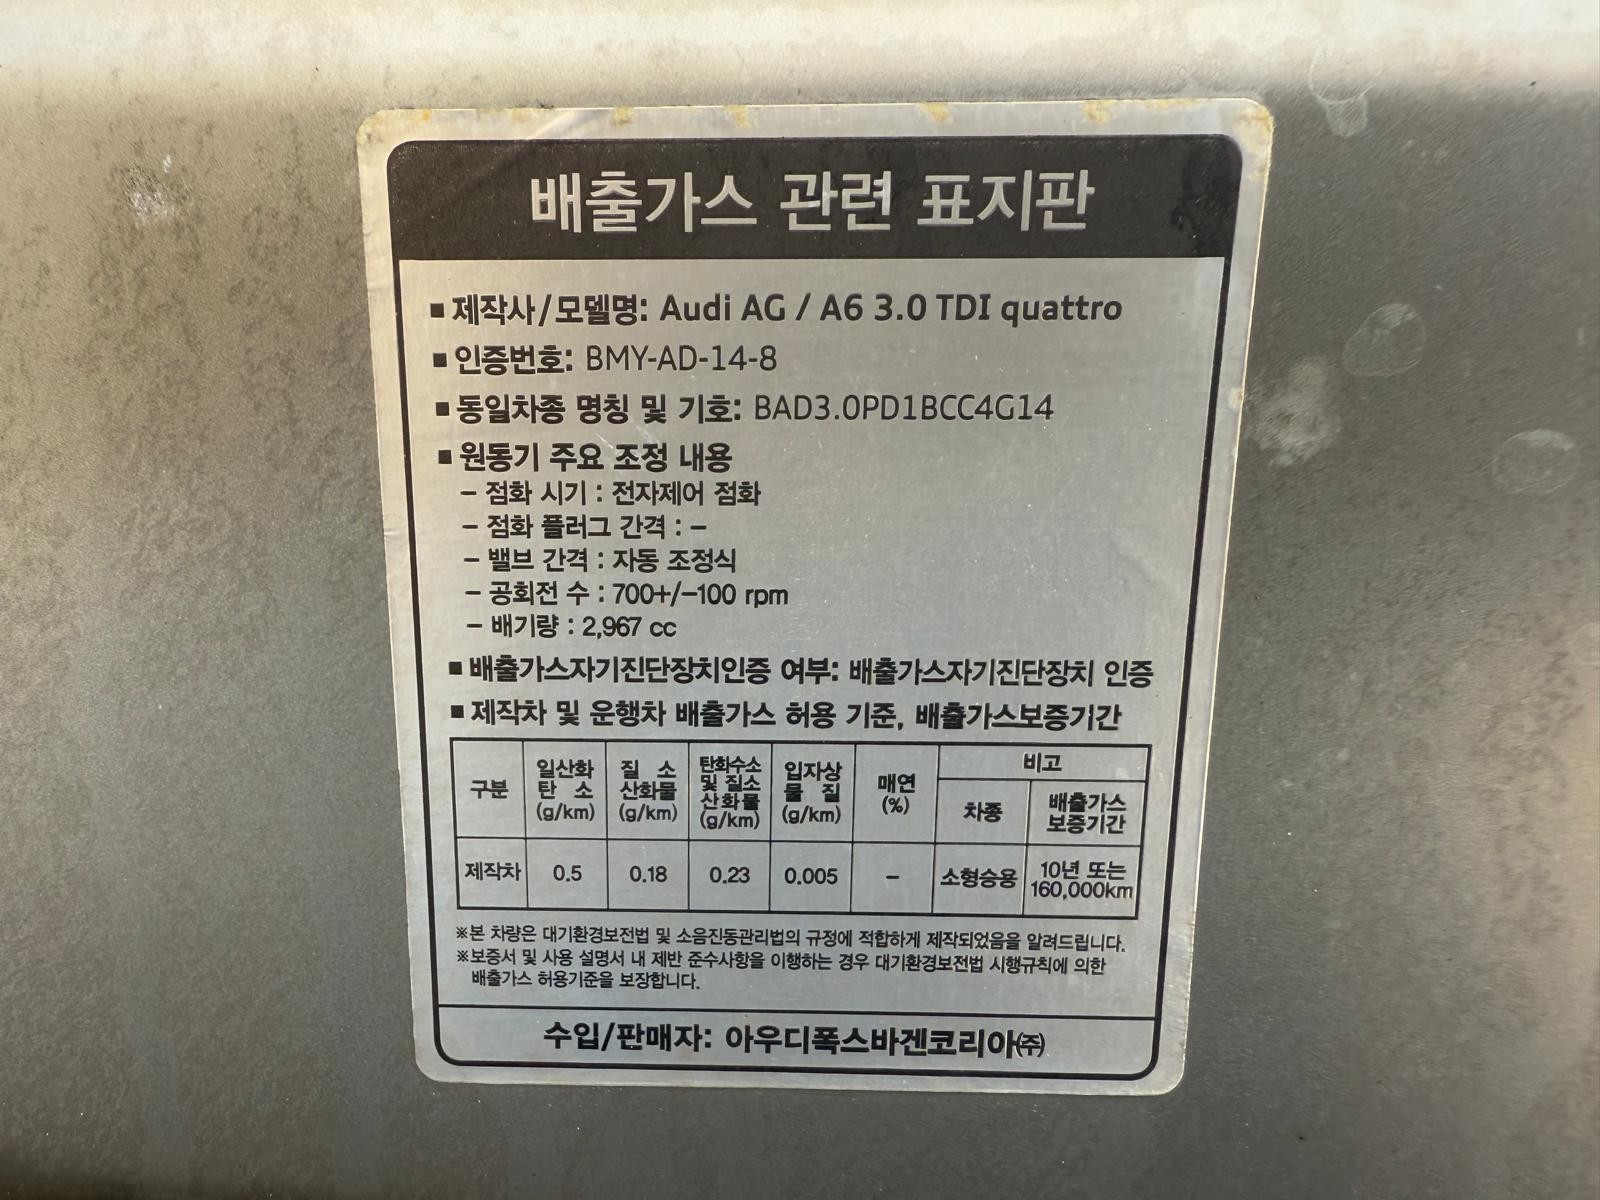 배출가스 관련 표지판
■ 제작사/모델명: Audi AG / A6 3.0 TDI quattro
■ 인증번호: BMY-AD-14-8
■ 동일차종 명칭 및 기호: BAD3.0PD1BCC4G14
■ 원동기 주요 조정 내용
– 점화 시기 : 전자제어 점화
– 점화 플러그 간격 : –
– 밸브 간격 : 자동 조정식
– 공회전 수 : 700+/–100 rpm
– 배기량 : 2,967 cc
■ 배출가스자기진단장치인증 여부: 배출가스자기진단장치 인증
■ 제작차 및 운행차 배출가스 허용 기준, 배출가스보증기간
구분 일산화 탄소 (g/km) 질소 산화물 (g/km) 탄화수소 및 질소 산화물 (g/km) 입자상 물질 (g/km) 매연 (%) 비고
차종 배출가스 보증기간
제작차 0.5 0.18 0.23 0.005 – 소형승용 10년 또는 160,000km
※본 차량은 대기환경보전법 및 소음진동관리법의 규정에 적합하게 제작되었음을 알려드립니다.
※보증서 및 사용 설명서 내 제반 준수사항을 이행하는 경우 대기환경보전법 시행규칙에 의한
배출가스 허용기준을 보장합니다.
수입/판매자: 아우디폭스바겐코리아㈜